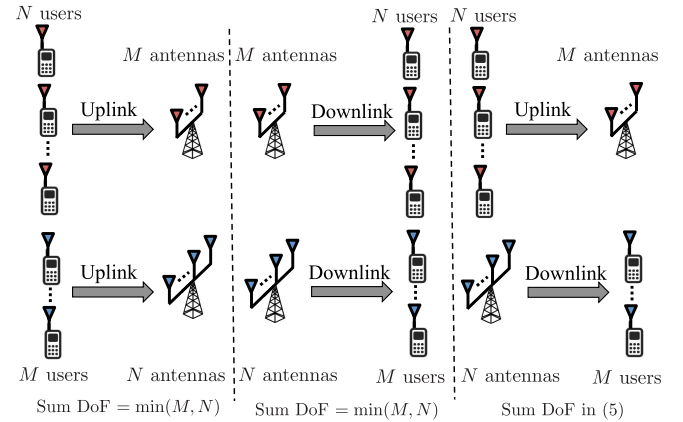 N users
M antennas
Uplink
Uplink
M users
N antennas
Sum DoF = min(M, N)
N users
M antennas
Downlink
Downlink
N antennas
M users
Sum DoF = min(M, N)
N users
M antennas
Uplink
Downlink
N antennas
M users
Sum DoF in (5)